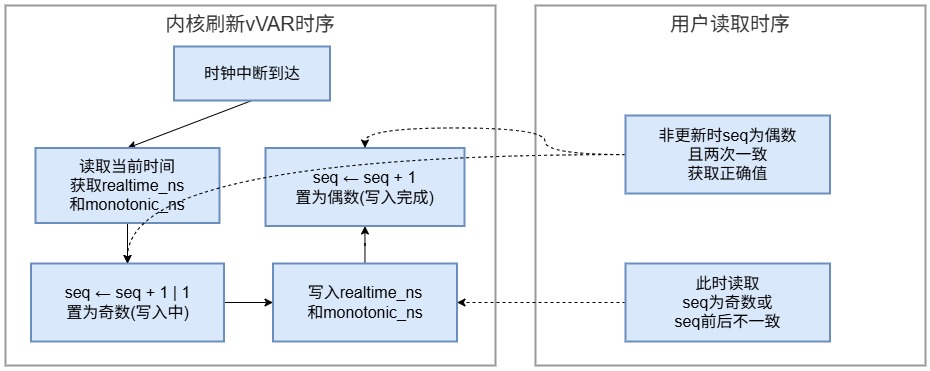 内核刷新vVAR时序
时钟中断到达
读取当前时间
获取realtime_ns
和monotonic_ns
seq ← seq + 1
置为偶数(写入完成)
seq ← seq + 1 | 1
置为奇数(写入中)
写入realtime_ns
和monotonic_ns
用户读取时序
非更新时seq为偶数
且两次一致
获取正确值
此时读取
seq为奇数或
seq前后不一致